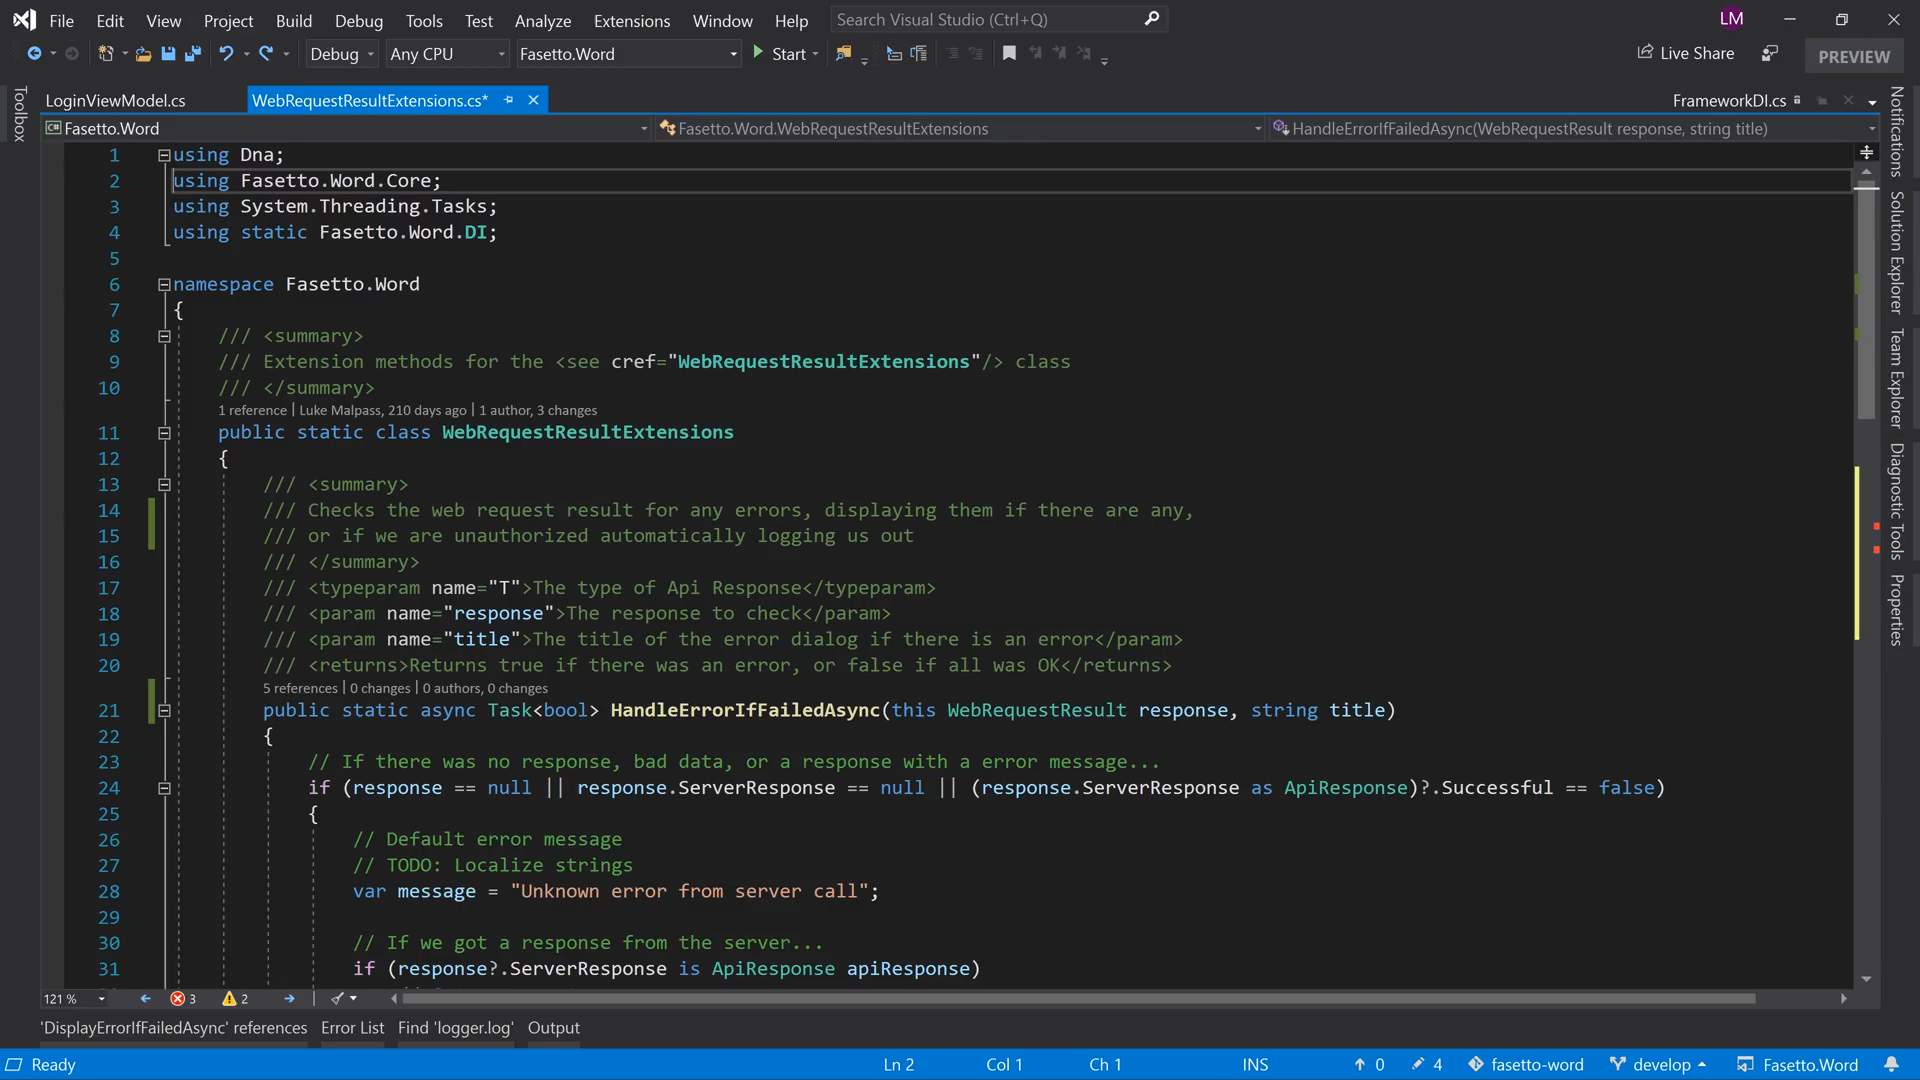 File Edit View Project Build Debug Tools Test Analyze Extensions Window Help Search Visual Studio (Ctrl+Q) LM
Debug Any CPU Fasetto.Word Start Live Share PREVIEW
LoginViewModel.cs WebRequestResultExtensions.cs* FrameworkDI.cs
C# Fasetto.Word Fasetto.Word.WebRequestResultExtensions HandleErrorIfFailedAsync(WebRequestResult response, string title)
Toolbox
Notifications
Solution Explorer
Team Explorer
Diagnostic Tools
Properties
1 using Dna;
2 using Fasetto.Word.Core;
3 using System.Threading.Tasks;
4 using static Fasetto.Word.DI;
5
6 namespace Fasetto.Word
7 {
8 /// <summary>
9 /// Extension methods for the <see cref="WebRequestResultExtensions"/> class
10 /// </summary>
1 reference | Luke Malpass, 210 days ago | 1 author, 3 changes
11 public static class WebRequestResultExtensions
12 {
13 /// <summary>
14 /// Checks the web request result for any errors, displaying them if there are any,
15 /// or if we are unauthorized automatically logging us out
16 /// </summary>
17 /// <typeparam name="T">The type of Api Response</typeparam>
18 /// <param name="response">The response to check</param>
19 /// <param name="title">The title of the error dialog if there is an error</param>
20 /// <returns>Returns true if there was an error, or false if all was OK</returns>
5 references | 0 changes | 0 authors, 0 changes
21 public static async Task<bool> HandleErrorIfFailedAsync(this WebRequestResult response, string title)
22 {
23 // If there was no response, bad data, or a response with a error message...
24 if (response == null || response.ServerResponse == null || (response.ServerResponse as ApiResponse)?.Successful == false)
25 {
26 // Default error message
27 // TODO: Localize strings
28 var message = "Unknown error from server call";
29
30 // If we got a response from the server...
31 if (response?.ServerResponse is ApiResponse apiResponse)
121 % 3 2
'DisplayErrorIfFailedAsync' references Error List Find 'logger.log' Output
Ready Ln 2 Col 1 Ch 1 INS 0 4 fasetto-word develop Fasetto.Word